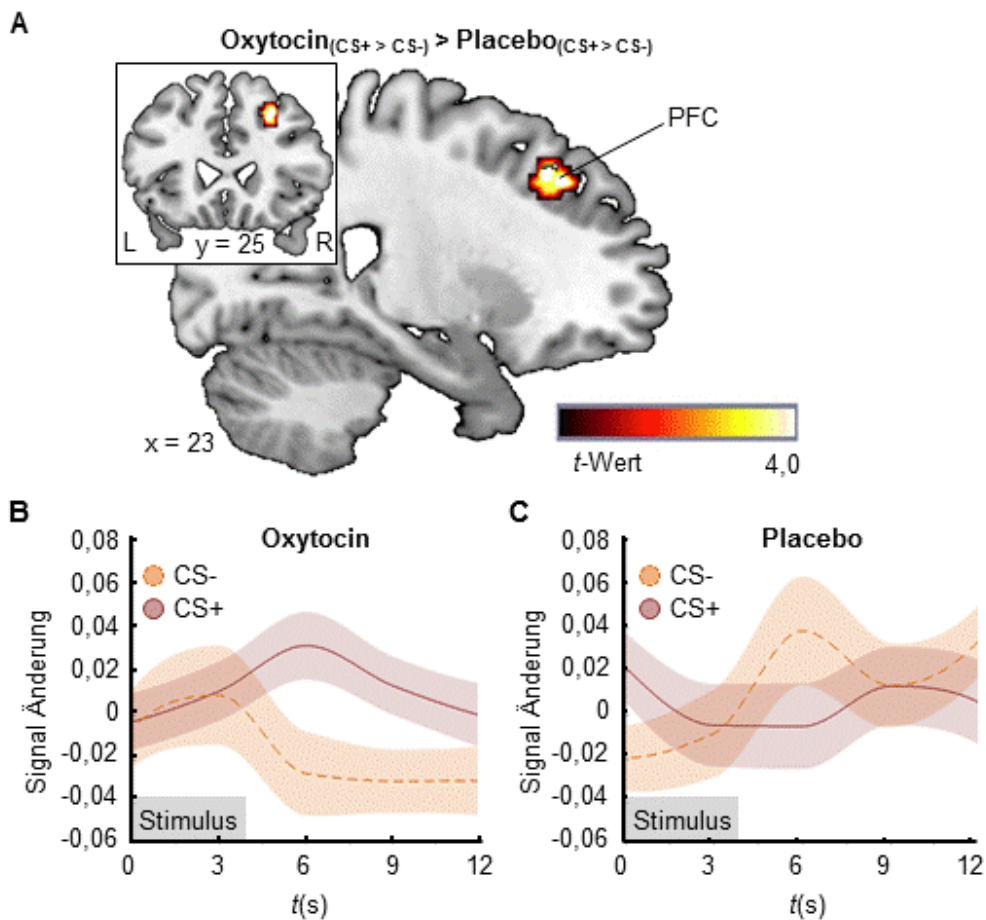 A
Oxytocin(CS+ > CS-) > Placebo(CS+ > CS-)
PFC
L
y = 25
R
x = 23
t-Wert
4,0
B
Oxytocin
Signal Änderung
0,08
0,06
0,04
0,02
0
-0,02
-0,04
-0,06
CS-
CS+
Stimulus
0
3
6
9
12
t(s)
C
Placebo
Signal Änderung
0,08
0,06
0,04
0,02
0
-0,02
-0,04
-0,06
CS-
CS+
Stimulus
0
3
6
9
12
t(s)